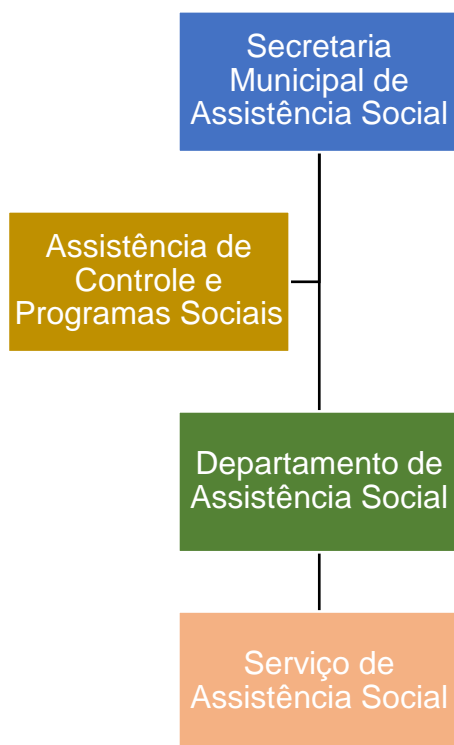 Secretaria
Municipal de
Assistência Social
Assistência de
Controle e
Programas Sociais
Departamento de
Assistência Social
Serviço de
Assistência Social